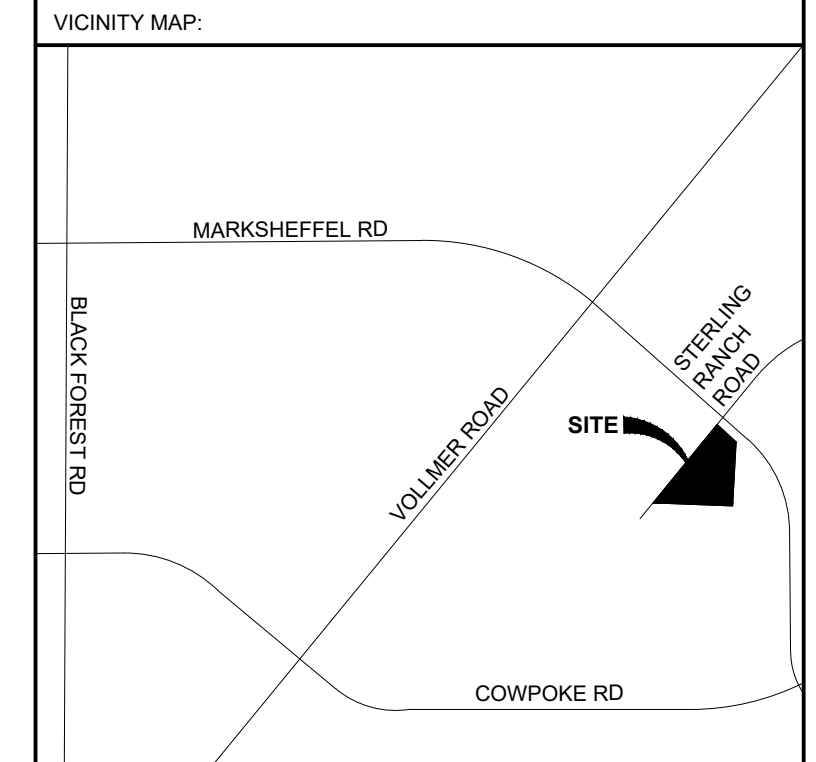 VICINITY MAP:
MARKSHEFFEL RD
STERLING
RANCH
ROAD
BLACK FOREST RD
VOLLMER ROAD
SITE
COWPOKE RD